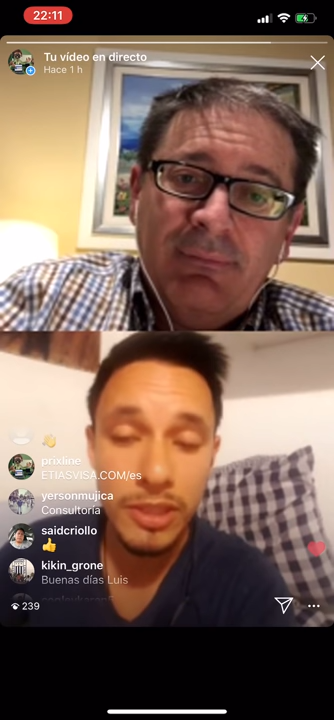 22:11
Tu vídeo en directo
Hace 1 h
prixline
ETIASVISA.COM/es
yersonmujica
Consultoría
saidcriollo
👍
kikin_grone
Buenas días Luis
239